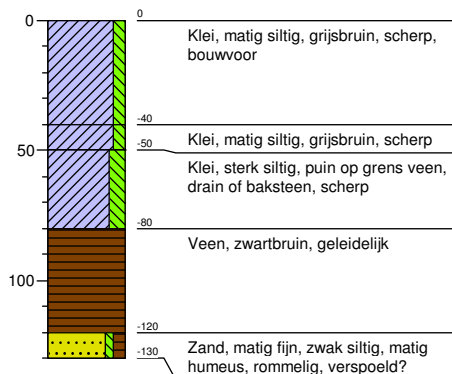 0
0
Klei, matig siltig, grijsbruin, scherp,
bouwvoor
-40
Klei, matig siltig, grijsbruin, scherp
50
-50
Klei, sterk siltig, puin op grens veen,
drain of baksteen, scherp
-80
Veen, zwartbruin, geleidelijk
100
-120
Zand, matig fijn, zwak siltig, matig
humeus, rommelig, verspoeld?
-130